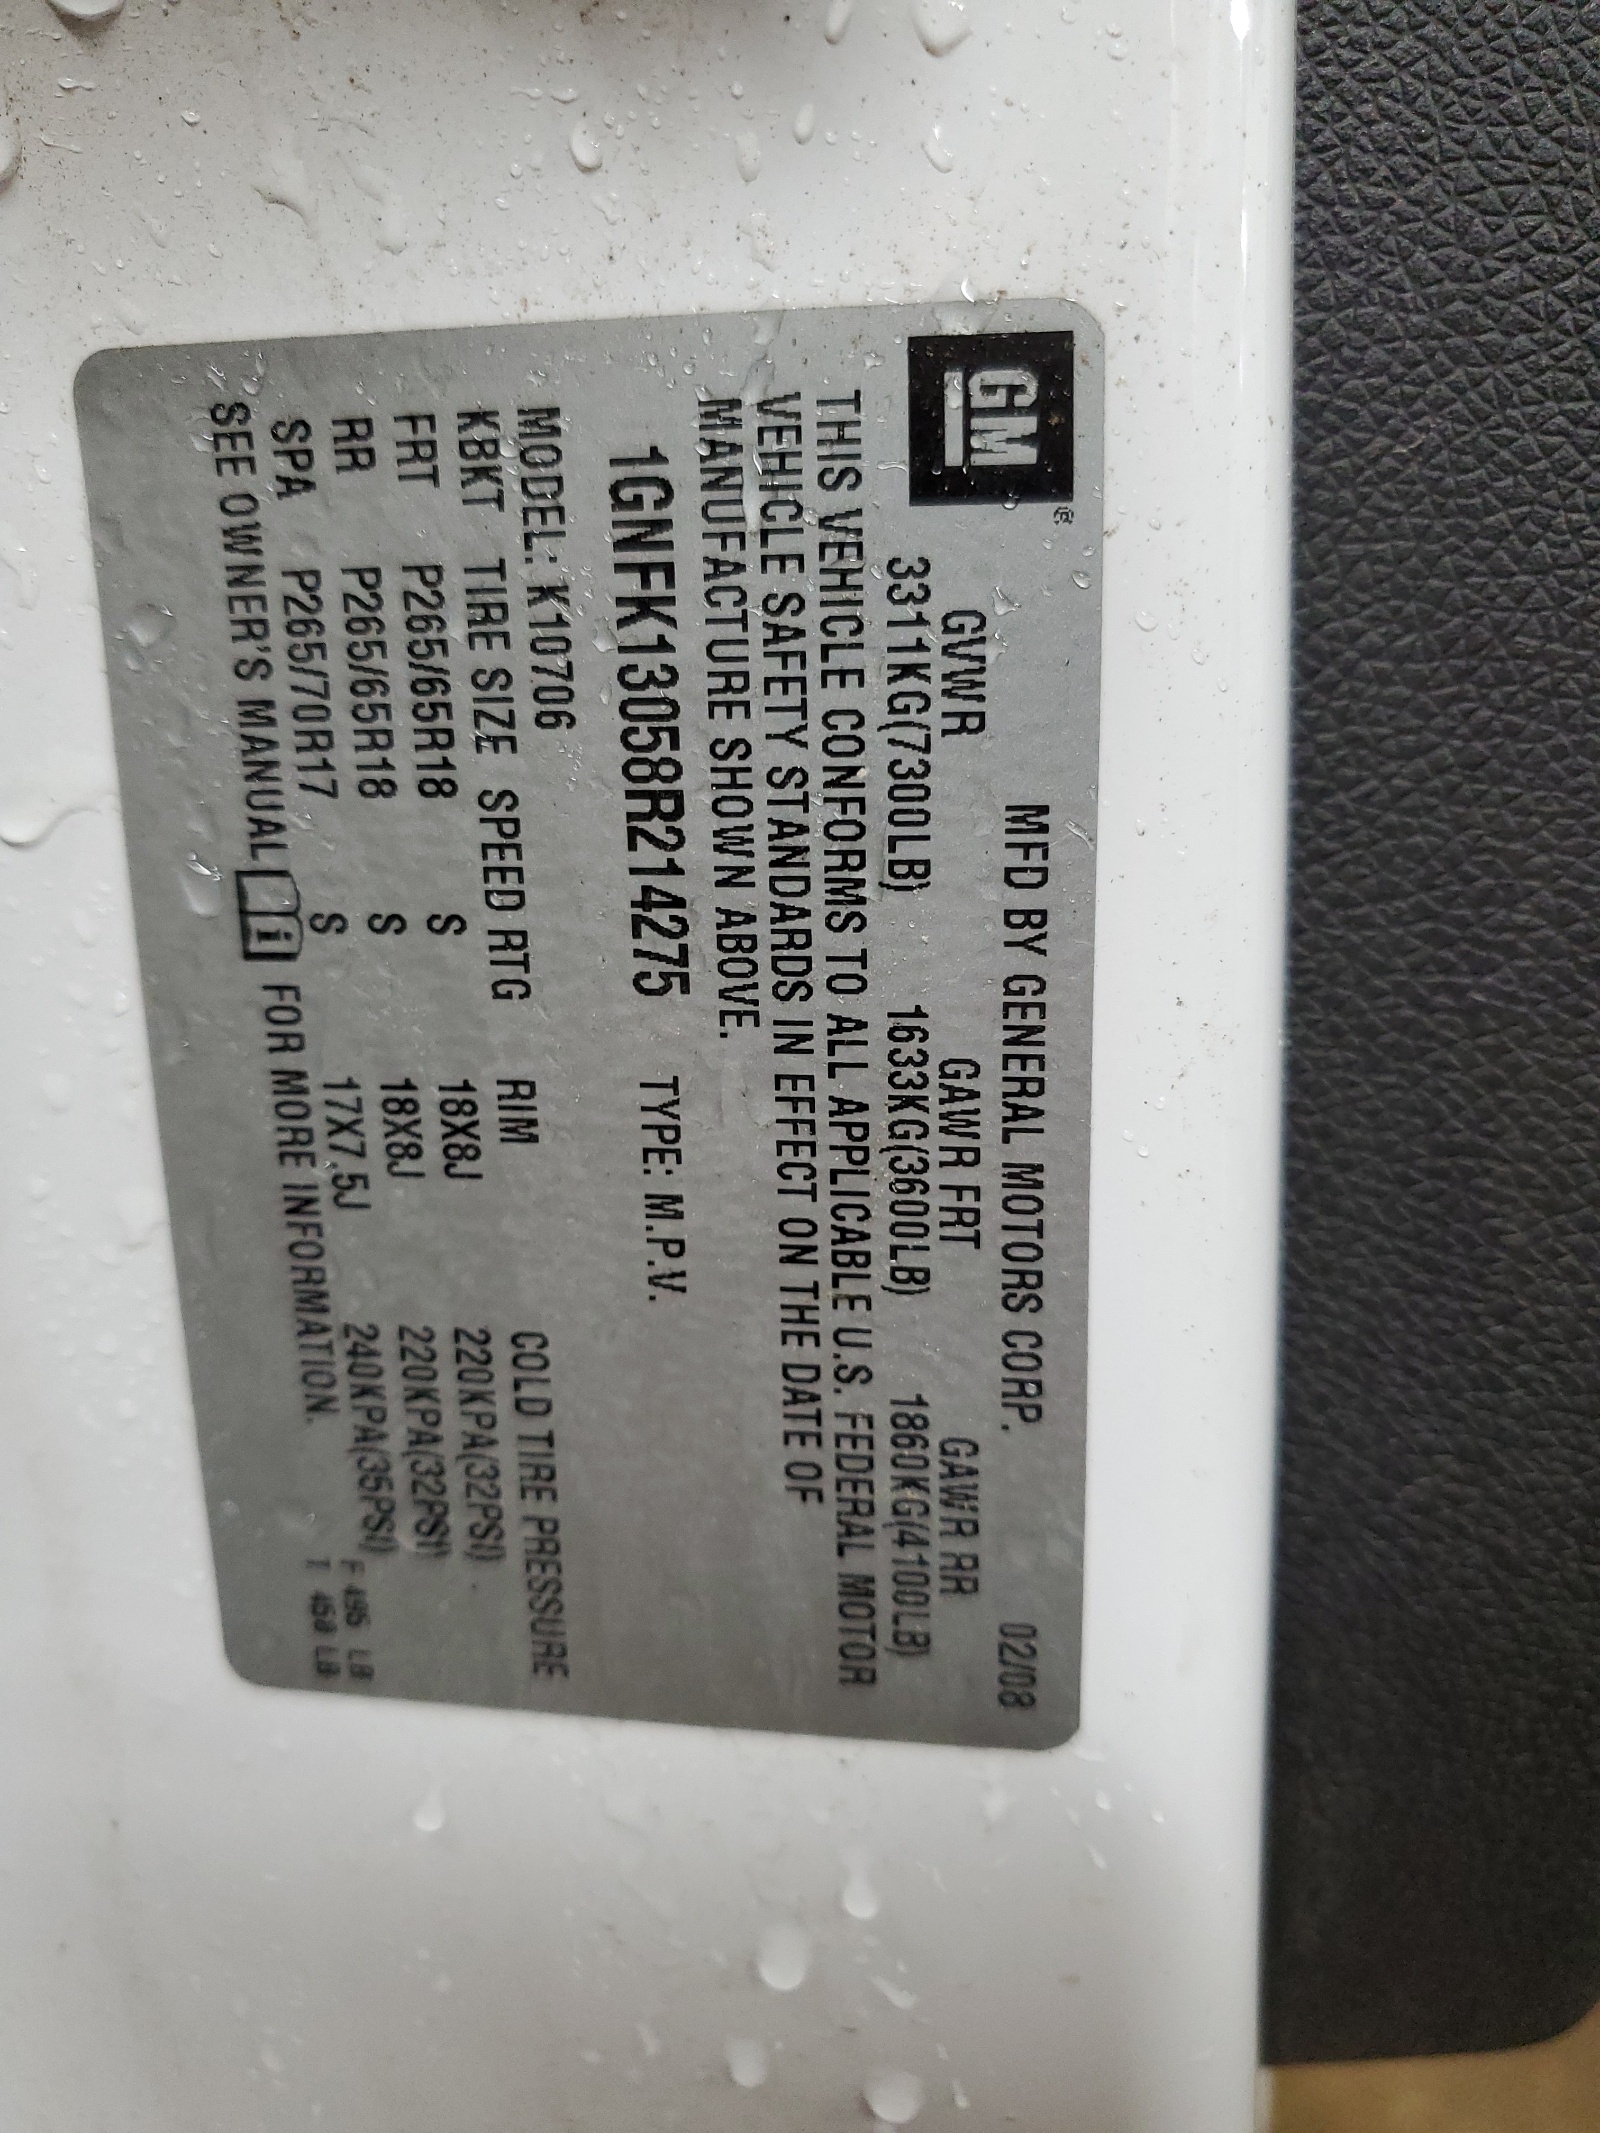 GM®
MFD BY GENERAL MOTORS CORP. 02/08
GVWR GAWR FRT GAWR RR
3311KG(7300LB) 1633KG(3600LB) 1860KG(4100LB)
THIS VEHICLE CONFORMS TO ALL APPLICABLE U.S. FEDERAL MOTOR
VEHICLE SAFETY STANDARDS IN EFFECT ON THE DATE OF
MANUFACTURE SHOWN ABOVE.
1GNFK13058R214275 TYPE: M.P.V.
MODEL: K10706
KBKT TIRE SIZE SPEED RTG RIM COLD TIRE PRESSURE
FRT P265/65R18 S 18X8J 220KPA(32PSI)
RR P265/65R18 S 18X8J 220KPA(32PSI)
SPA P265/70R17 S 17X7.5J 240KPA(35PSI)
SEE OWNER'S MANUAL i FOR MORE INFORMATION.
F LB
T LB